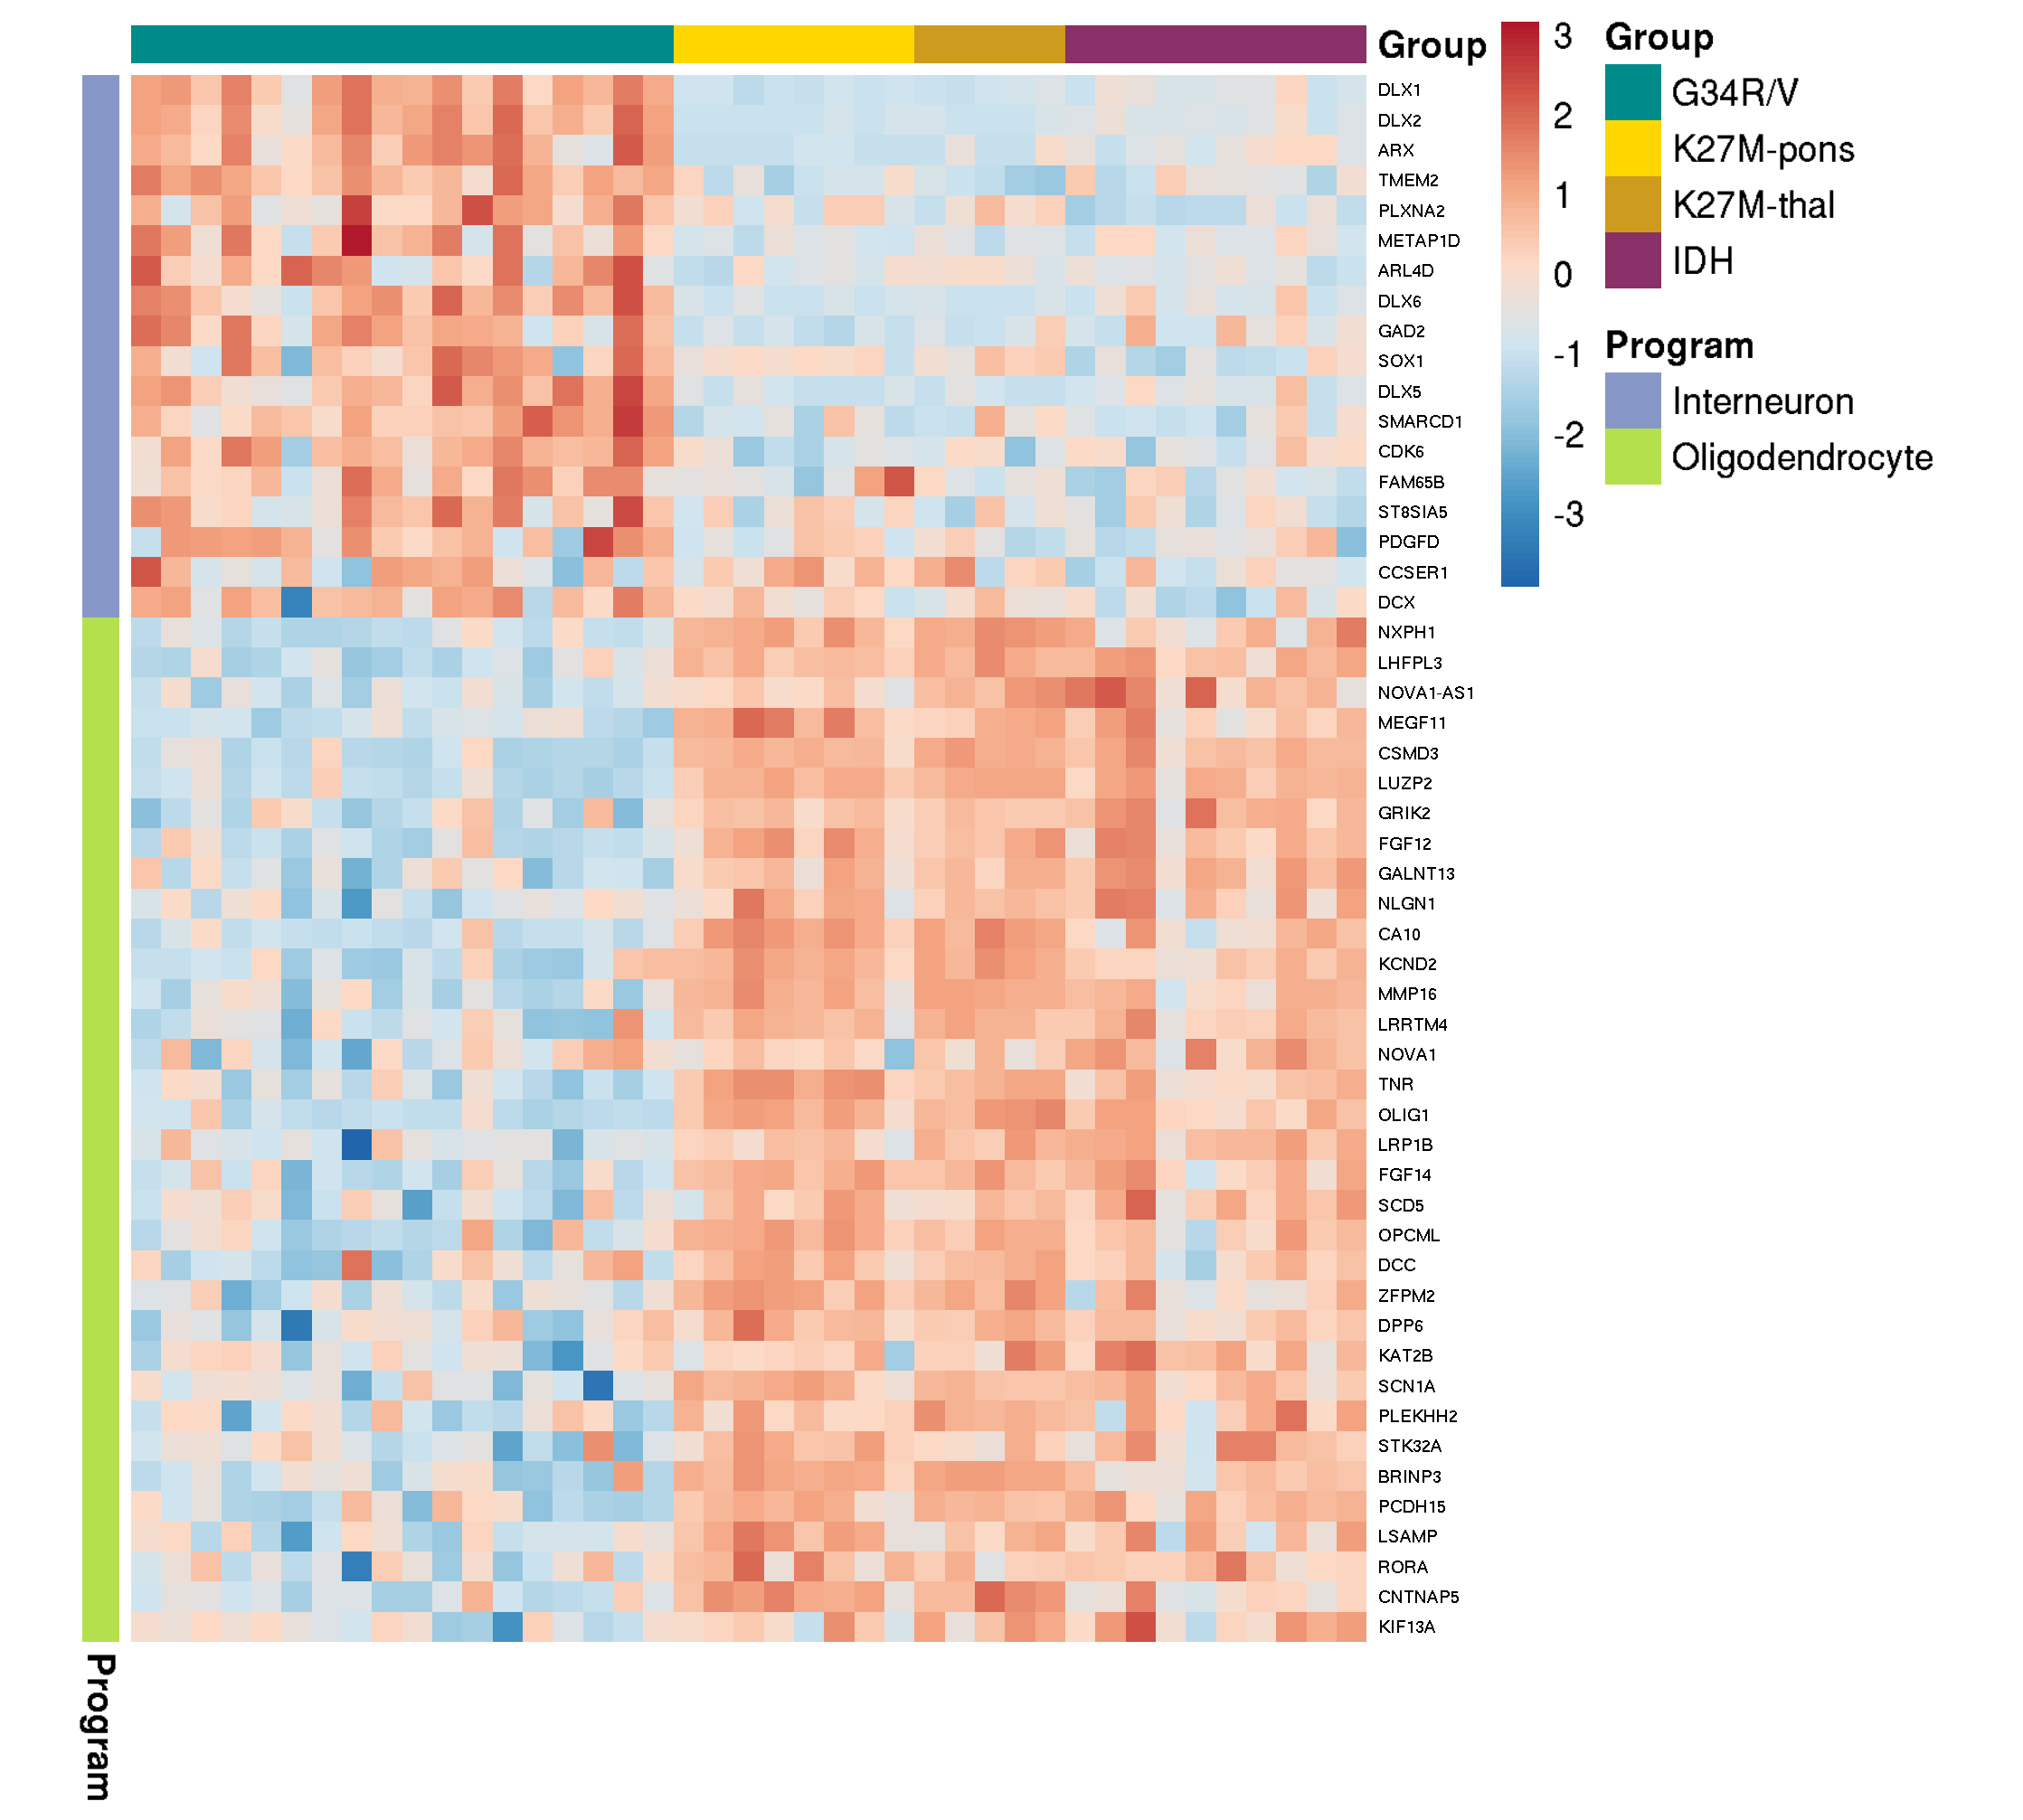 Group
DLX1
DLX2
ARX
TMEM2
PLXNA2
METAP1D
ARL4D
DLX6
GAD2
SOX1
DLX5
SMARCD1
CDK6
FAM65B
ST8SIA5
PDGFD
CCSER1
DCX
NXPH1
LHFPL3
NOVA1-AS1
MEGF11
CSMD3
LUZP2
GRIK2
FGF12
GALNT13
NLGN1
CA10
KCND2
MMP16
LRRTM4
NOVA1
TNR
OLIG1
LRP1B
FGF14
SCD5
OPCML
DCC
ZFPM2
DPP6
KAT2B
SCN1A
PLEKHH2
STK32A
BRINP3
PCDH15
LSAMP
RORA
CNTNAP5
KIF13A
3
2
1
0
-1
-2
-3
Group
G34R/V
K27M-pons
K27M-thal
IDH
Program
Interneuron
Oligodendrocyte
Program